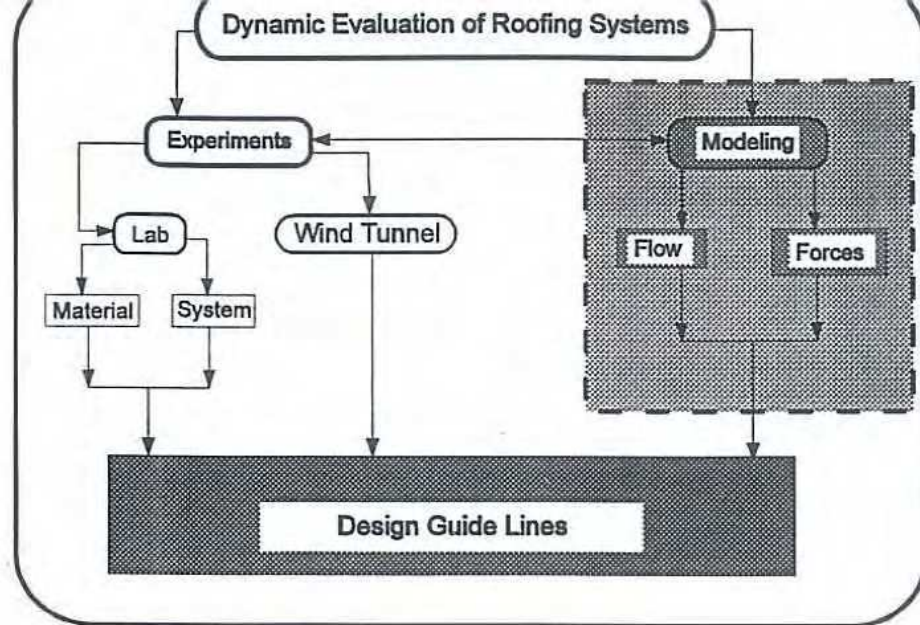 Dynamic Evaluation of Roofing Systems
Experiments
Modeling
Lab
Wind Tunnel
Flow
Forces
Material
System
Design Guide Lines